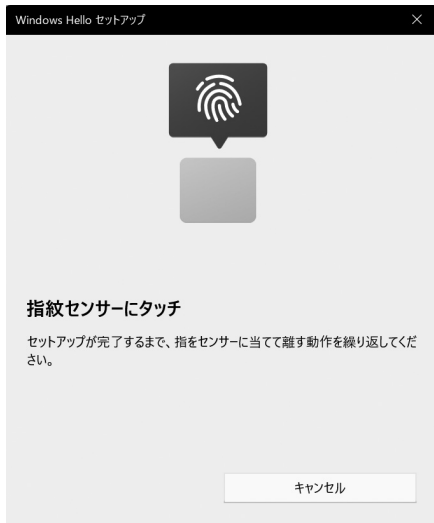 Windows Hello セットアップ
指紋センサーにタッチ
セットアップが完了するまで、指をセンサーに当てて離す動作を繰り返してくだ
さい。
キャンセル